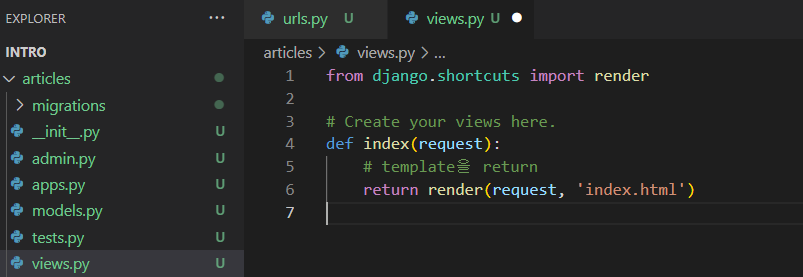 EXPLORER ...
urls.py U
views.py U
INTRO
articles > views.py > ...
articles
migrations
__init__.py U
admin.py U
apps.py U
models.py U
tests.py U
views.py U
1 from django.shortcuts import render
2
3 # Create your views here.
4 def index(request):
5 # template을 return
6 return render(request, 'index.html')
7